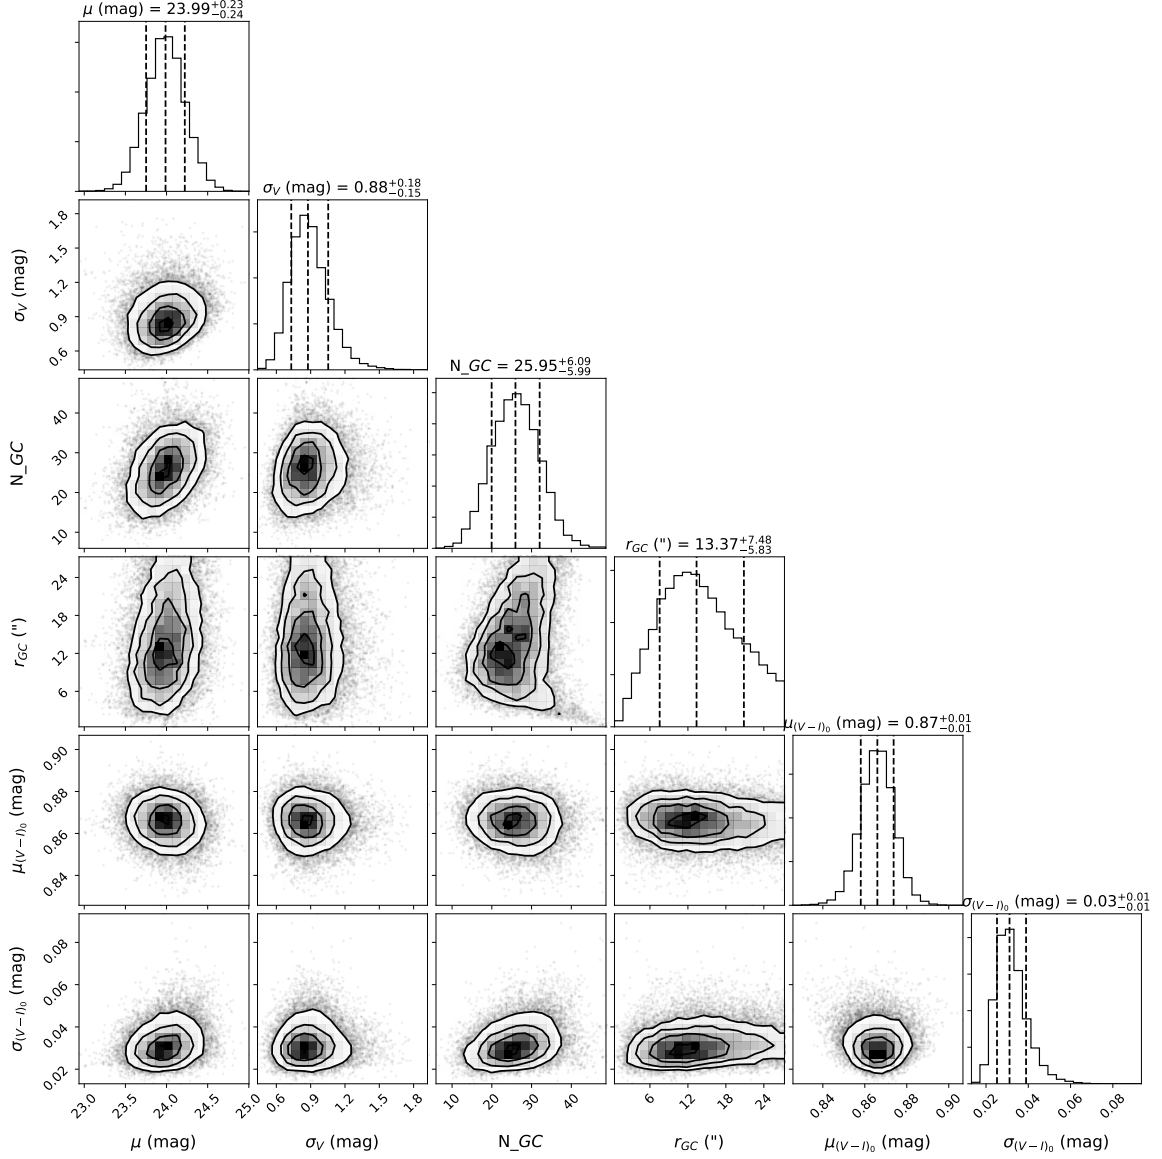 μ (mag) = 23.99+0.23−0.24
σV (mag) = 0.88+0.18−0.15
1.8
1.5
1.2
0.9
0.6
σV (mag)
N_GC = 25.95+6.09−5.99
40
30
20
10
N_GC
rGC (") = 13.37+7.48−5.83
24
18
12
6
rGC (")
μ(V−I)0 (mag) = 0.87+0.01−0.01
0.90
0.88
0.86
0.84
μ(V−I)0 (mag)
σ(V−I)0 (mag) = 0.03+0.01−0.01
0.08
0.06
0.04
0.02
σ(V−I)0 (mag)
23.0 23.5 24.0 24.5 25.0
0.6 0.9 1.2 1.5 1.8
10 20 30 40
6 12 18 24
0.84 0.86 0.88 0.90
0.02 0.04 0.06 0.08
μ (mag) σV (mag) N_GC rGC (") μ(V−I)0 (mag) σ(V−I)0 (mag)